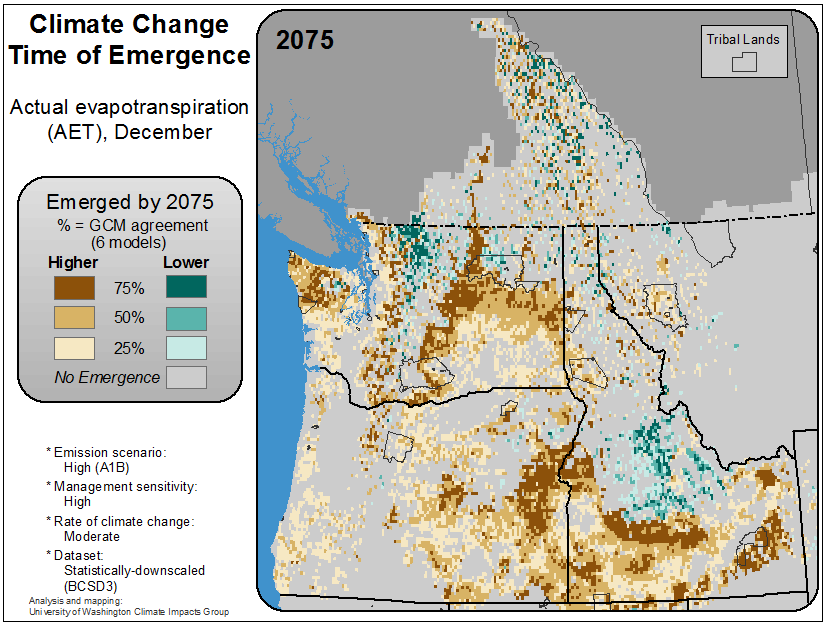 Climate Change
Time of Emergence
Actual evapotranspiration
(AET), December
Emerged by 2075
% = GCM agreement
(6 models)
Higher Lower
75%
50%
25%
No Emergence
* Emission scenario:
High (A1B)
* Management sensitivity:
High
* Rate of climate change:
Moderate
* Dataset:
Statistically-downscaled
(BCSD3)
Analysis and mapping:
University of Washington Climate Impacts Group
2075
Tribal Lands